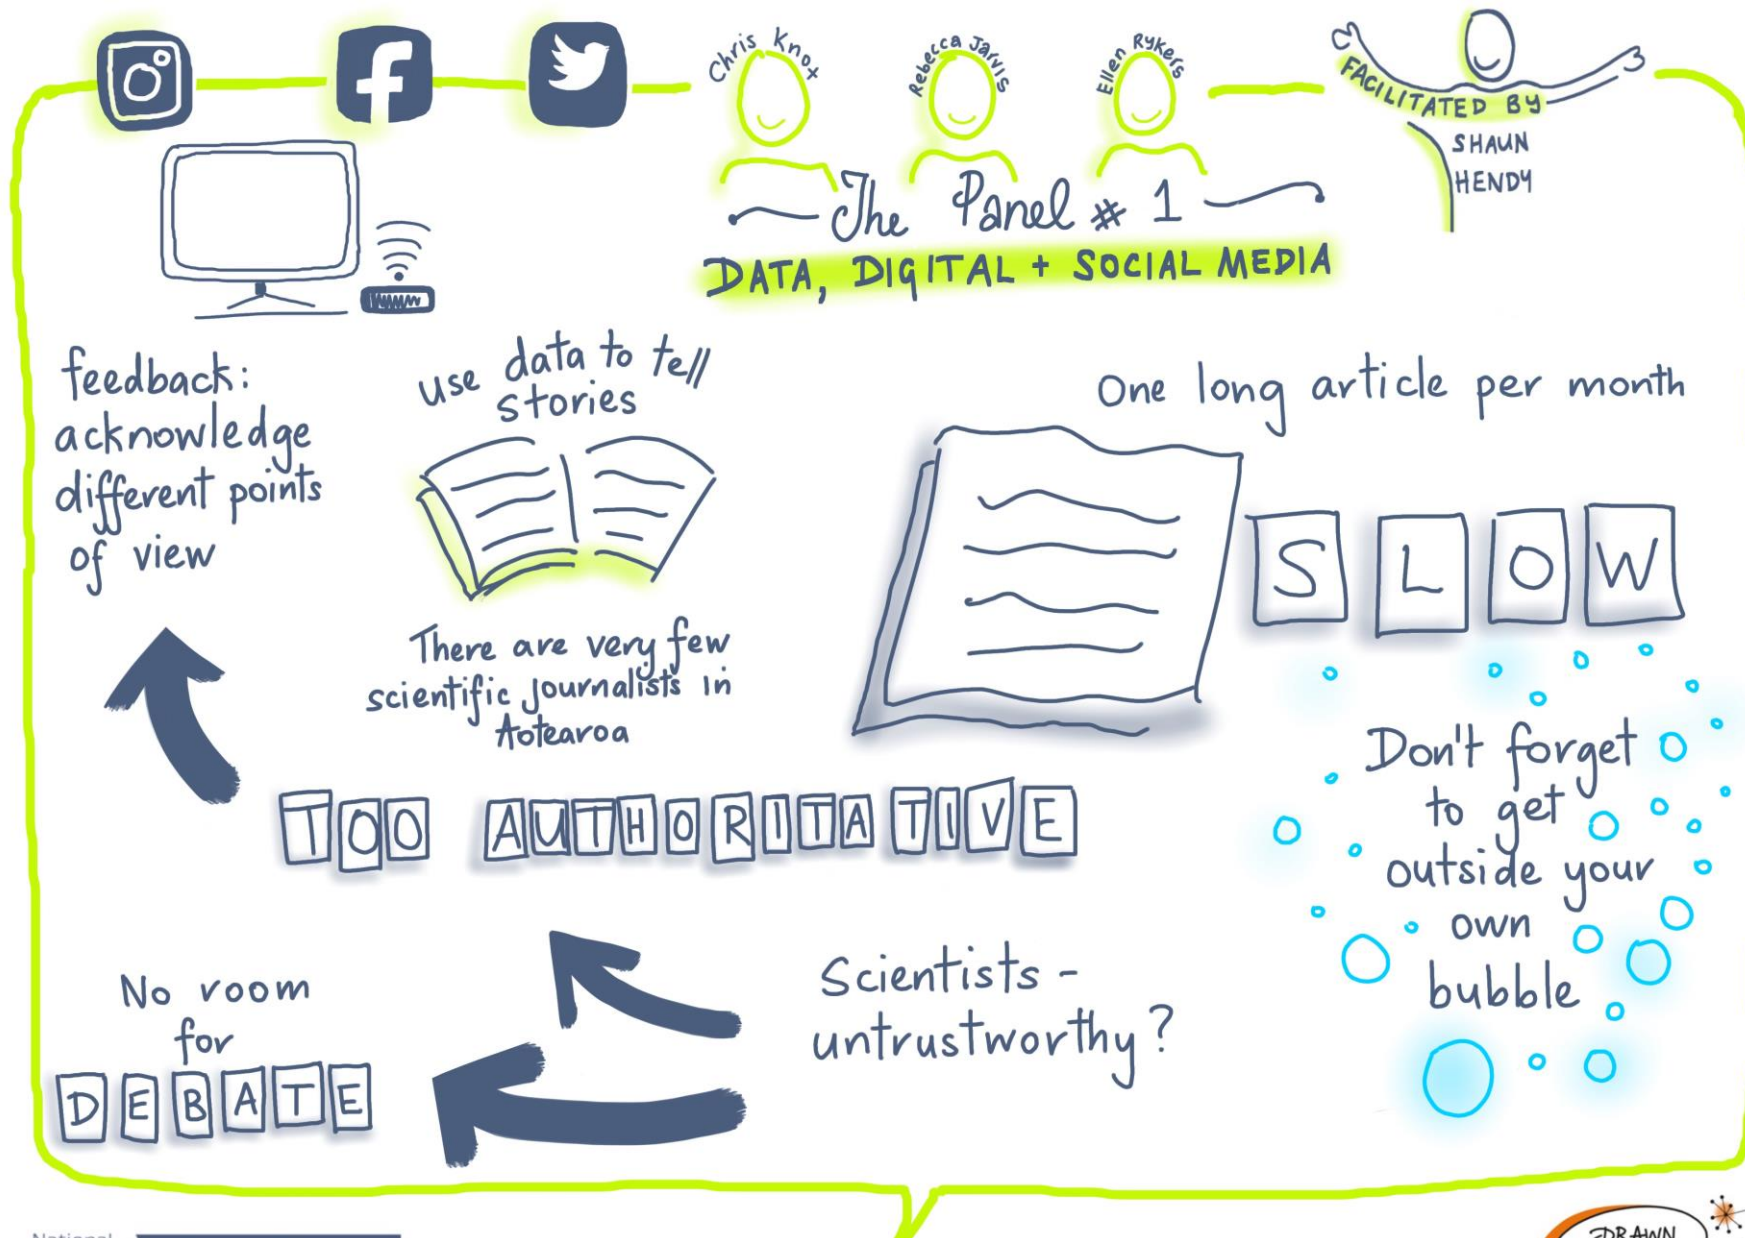 Chris Knox
Rebecca Jarvis
Ellen Rykers
FACILITATED BY
SHAUN
HENDY
The Panel # 1
DATA, DIGITAL + SOCIAL MEDIA
feedback:
acknowledge
different points
of view
use data to tell
stories
There are very few
scientific journalists in
Aotearoa
One long article per month
SLOW
Don't forget
to get
outside your
own
bubble
TOO AUTHORITATIVE
Scientists -
untrustworthy?
No room
for
DEBATE
National
DRAWN